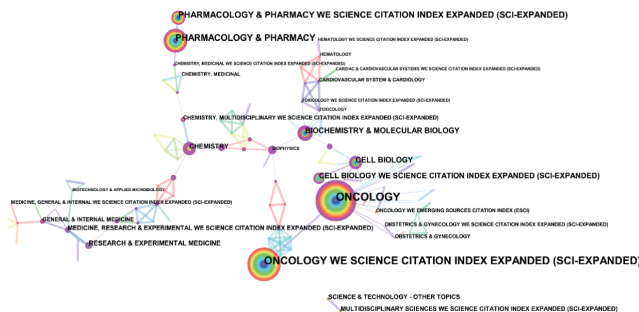 PHARMACOLOGY & PHARMACY WE SCIENCE CITATION INDEX EXPANDED (SCI-EXPANDED)
PHARMACOLOGY & PHARMACY
HEMATOLOGY WE SCIENCE CITATION INDEX EXPANDED (SCI-EXPANDED)
HEMATOLOGY
CHEMISTRY, MEDICINAL WE SCIENCE CITATION INDEX EXPANDED (SCI-EXPANDED)
CARDIAC & CARDIOVASCULAR SYSTEMS WE SCIENCE CITATION INDEX EXPANDED (SCI-EXPANDED)
CHEMISTRY, MEDICINAL
CARDIOVASCULAR SYSTEM & CARDIOLOGY
TOXICOLOGY WE SCIENCE CITATION INDEX EXPANDED (SCI-EXPANDED)
TOXICOLOGY
CHEMISTRY, MULTIDISCIPLINARY WE SCIENCE CITATION INDEX EXPANDED (SCI-EXPANDED)
BIOCHEMISTRY & MOLECULAR BIOLOGY
CHEMISTRY
BIOPHYSICS
CELL BIOLOGY
CELL BIOLOGY WE SCIENCE CITATION INDEX EXPANDED (SCI-EXPANDED)
BIOTECHNOLOGY & APPLIED MICROBIOLOGY
ONCOLOGY
MEDICINE, GENERAL & INTERNAL WE SCIENCE CITATION INDEX EXPANDED (SCI-EXPANDED)
ONCOLOGY WE EMERGING SOURCES CITATION INDEX (ESCI)
GENERAL & INTERNAL MEDICINE
OBSTETRICS & GYNECOLOGY WE SCIENCE CITATION INDEX EXPANDED (SCI-EXPANDED)
MEDICINE, RESEARCH & EXPERIMENTAL WE SCIENCE CITATION INDEX EXPANDED (SCI-EXPANDED)
OBSTETRICS & GYNECOLOGY
RESEARCH & EXPERIMENTAL MEDICINE
ONCOLOGY WE SCIENCE CITATION INDEX EXPANDED (SCI-EXPANDED)
SCIENCE & TECHNOLOGY - OTHER TOPICS
MULTIDISCIPLINARY SCIENCES WE SCIENCE CITATION INDEX EXPANDED (SCI-EXPANDED)